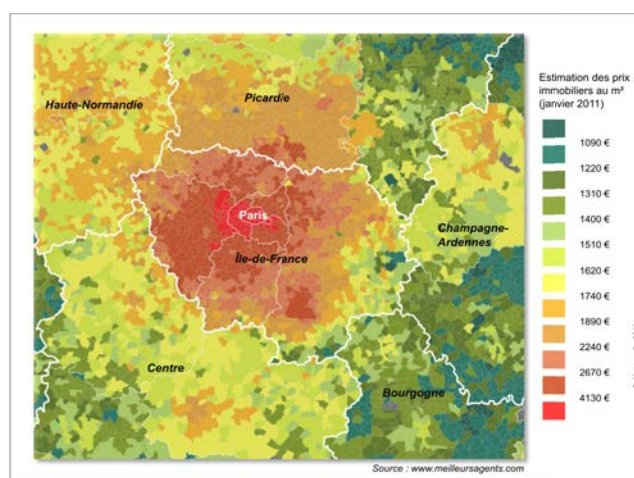 Haute-Normandie
Picardie
Paris
Île-de-France
Champagne-
Ardennes
Centre
Bourgogne
Estimation des prix
immobiliers au m²
(janvier 2011)
1090 €
1220 €
1310 €
1400 €
1510 €
1620 €
1740 €
1890 €
2240 €
2670 €
4130 €
Source : www.meilleursagents.com